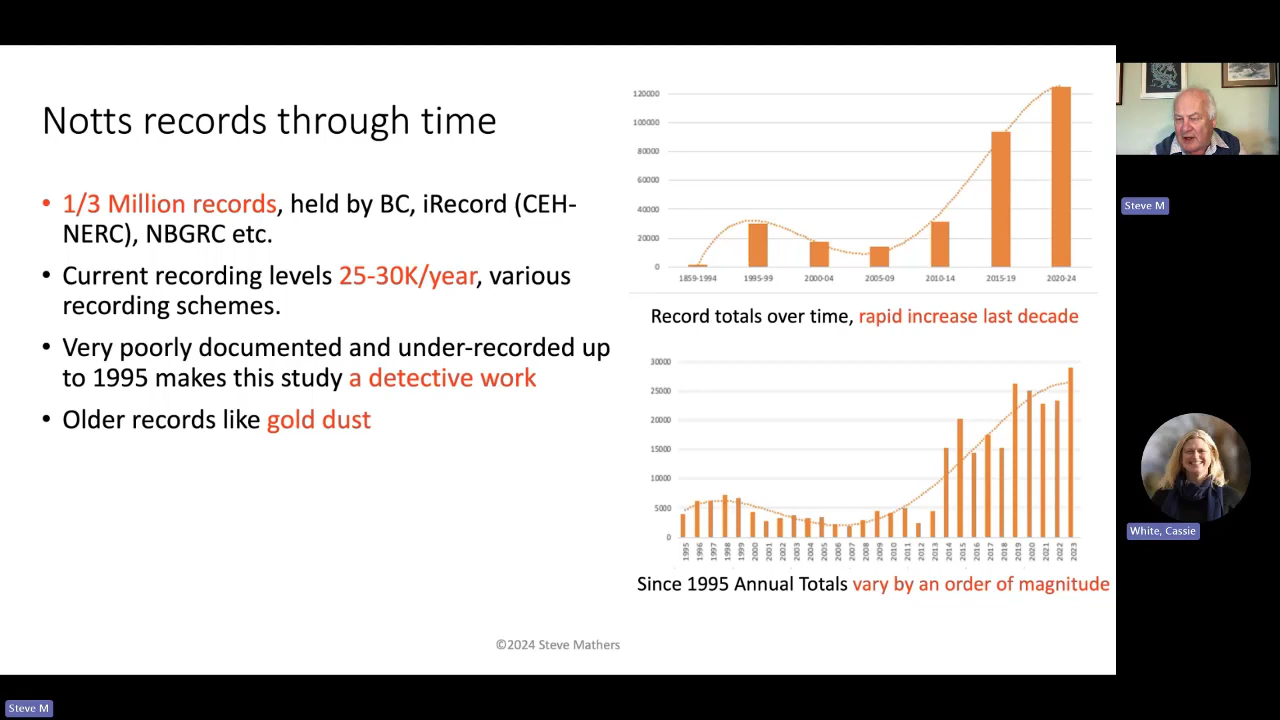 Notts records through time
• 1/3 Million records, held by BC, iRecord (CEH-
NERC), NBGRC etc.
• Current recording levels 25-30K/year, various
recording schemes.
• Very poorly documented and under-recorded up
to 1995 makes this study a detective work
• Older records like gold dust
120000
100000
80000
60000
40000
20000
0
1859-1994 1995-99 2000-04 2005-09 2010-14 2015-19 2020-24
Record totals over time, rapid increase last decade
30000
25000
20000
15000
10000
5000
0
1995 1996 1997 1998 1999 2000 2001 2002 2003 2004 2005 2006 2007 2008 2009 2010 2011 2012 2013 2014 2015 2016 2017 2018 2019 2020 2021 2022 2023
Since 1995 Annual Totals vary by an order of magnitude
©2024 Steve Mathers
Steve M
White, Cassie
Steve M